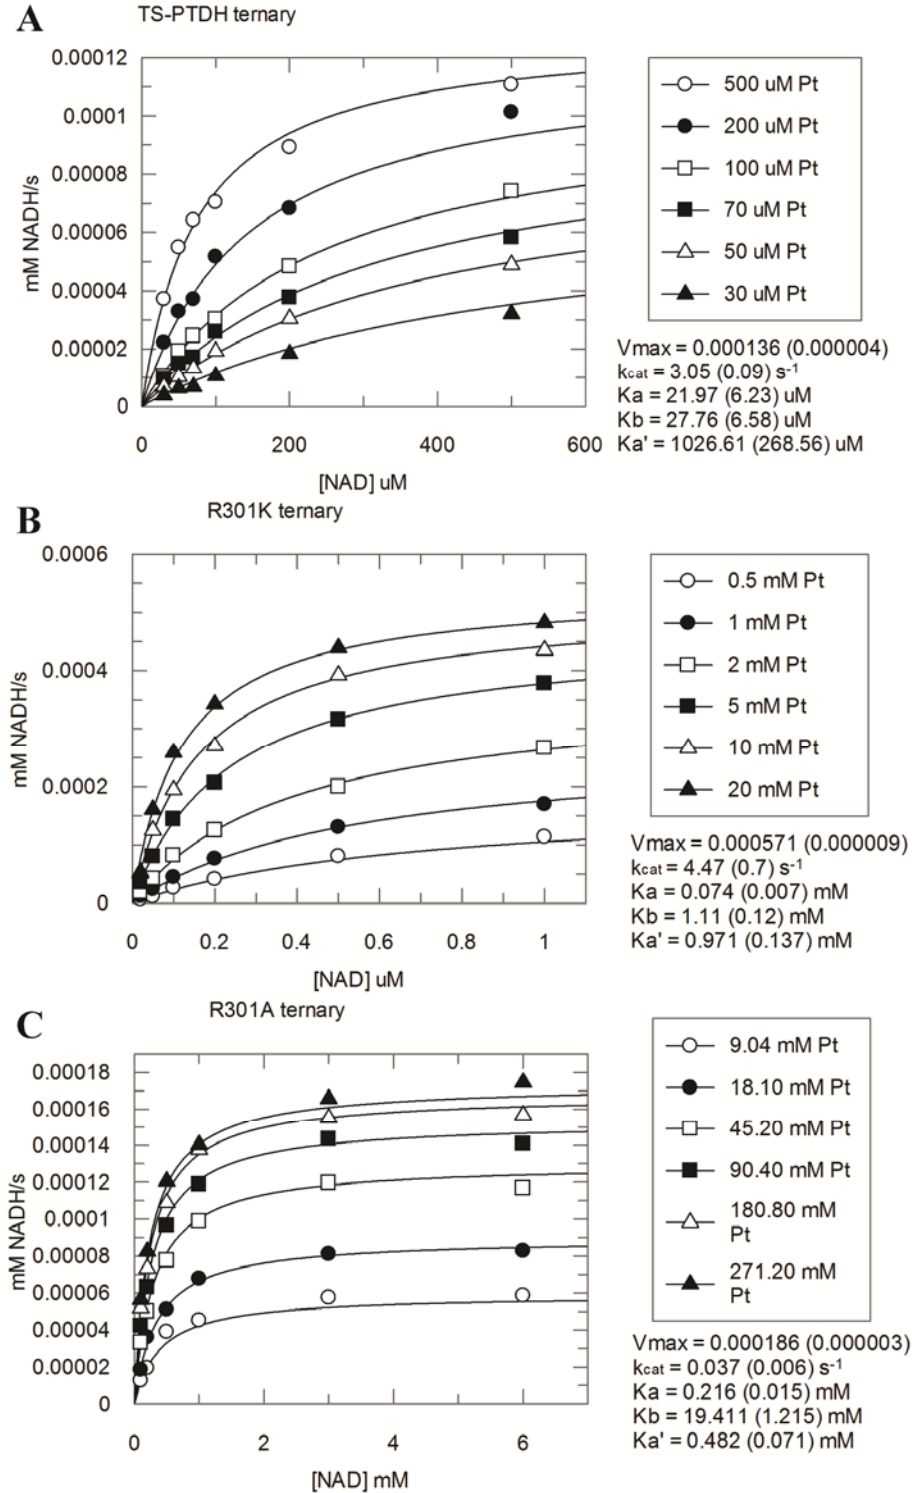 A
TS-PTDH ternary
0.00012
0.0001
0.00008
0.00006
0.00004
0.00002
0
mM NADH/s
0
200
400
600
[NAD] uM
500 uM Pt
200 uM Pt
100 uM Pt
70 uM Pt
50 uM Pt
30 uM Pt
Vmax = 0.000136 (0.000004)
kcat = 3.05 (0.09) s-1
Ka = 21.97 (6.23) uM
Kb = 27.76 (6.58) uM
Ka' = 1026.61 (268.56) uM
B
R301K ternary
0.0006
0.0004
0.0002
0
mM NADH/s
0
0.2
0.4
0.6
0.8
1
[NAD] uM
0.5 mM Pt
1 mM Pt
2 mM Pt
5 mM Pt
10 mM Pt
20 mM Pt
Vmax = 0.000571 (0.000009)
kcat = 4.47 (0.7) s-1
Ka = 0.074 (0.007) mM
Kb = 1.11 (0.12) mM
Ka' = 0.971 (0.137) mM
C
R301A ternary
0.00018
0.00016
0.00014
0.00012
0.0001
0.00008
0.00006
0.00004
0.00002
0
mM NADH/s
0
2
4
6
[NAD] mM
9.04 mM Pt
18.10 mM Pt
45.20 mM Pt
90.40 mM Pt
180.80 mM
Pt
271.20 mM
Pt
Vmax = 0.000186 (0.000003)
kcat = 0.037 (0.006) s-1
Ka = 0.216 (0.015) mM
Kb = 19.411 (1.215) mM
Ka' = 0.482 (0.071) mM